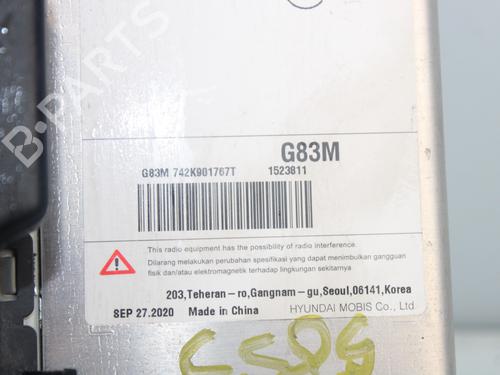 G83M
G83M 742K901767T 1523811
This radio equipment has the possibility of radio interference.
Dilarang melakukan perubahan spesifikasi yang dapat menimbulkan gangguan
fisik dan/atau elektromagnetik terhadap lingkungan sekitarnya
203,Teheran-ro,Gangnam-gu,Seoul,06141,Korea
SEP 27.2020 Made in China HYUNDAI MOBIS Co., Ltd
B-PARTS